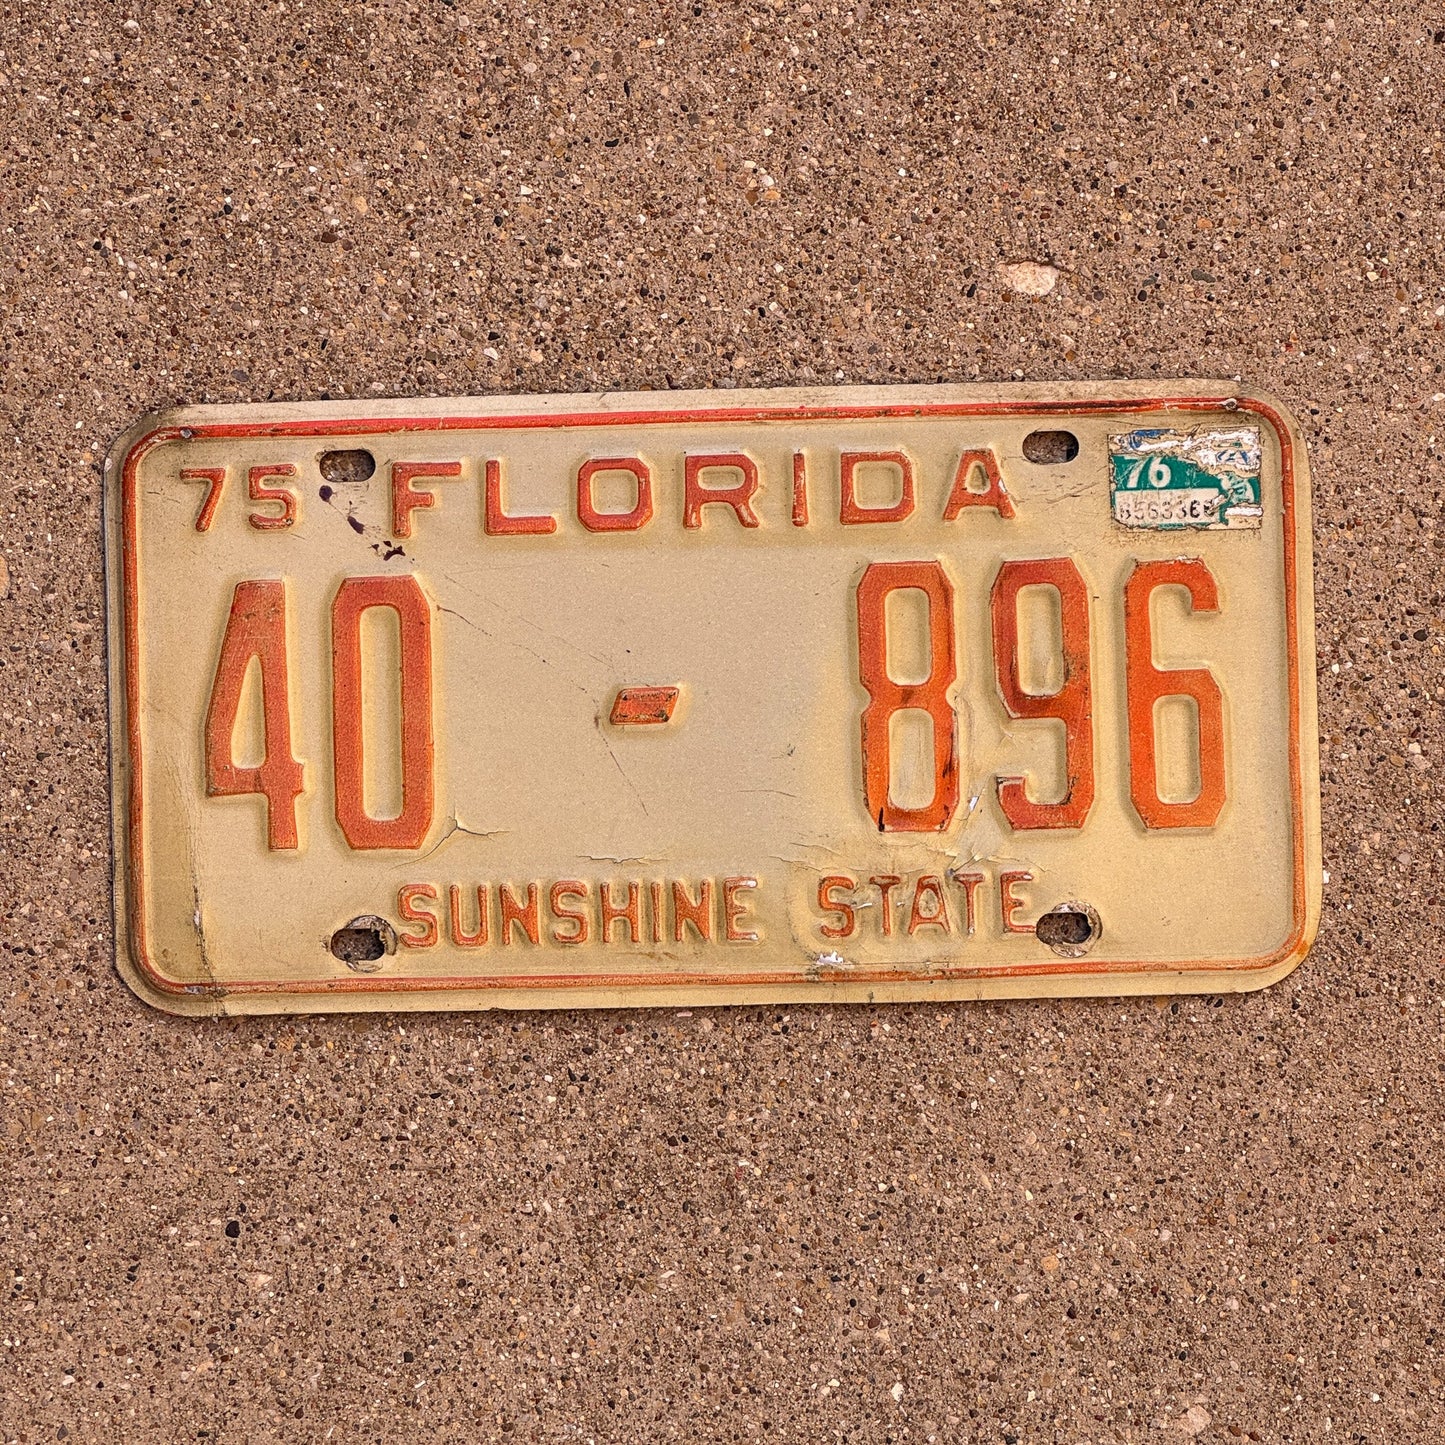 75 FLORIDA
76
40 - 896
SUNSHINE STATE